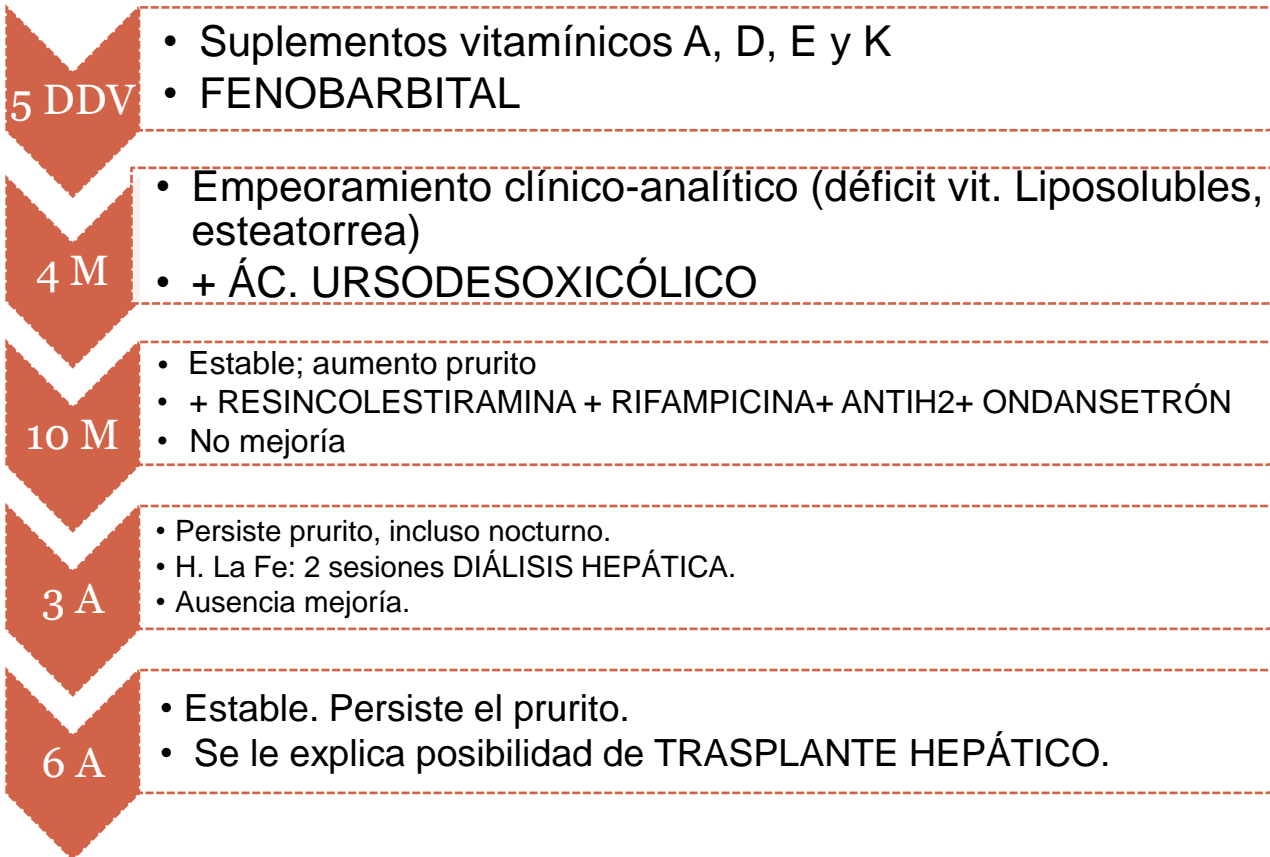 5 DDV
• Suplementos vitamínicos A, D, E y K
• FENOBARBITAL
4 M
• Empeoramiento clínico-analítico (déficit vit. Liposolubles,
esteatorrea)
• + ÁC. URSODESOXICÓLICO
10 M
• Estable; aumento prurito
• + RESINCOLESTIRAMINA + RIFAMPICINA+ ANTIH2+ ONDANSETRÓN
• No mejoría
3 A
• Persiste prurito, incluso nocturno.
• H. La Fe: 2 sesiones DIÁLISIS HEPÁTICA.
• Ausencia mejoría.
6 A
• Estable. Persiste el prurito.
• Se le explica posibilidad de TRASPLANTE HEPÁTICO.